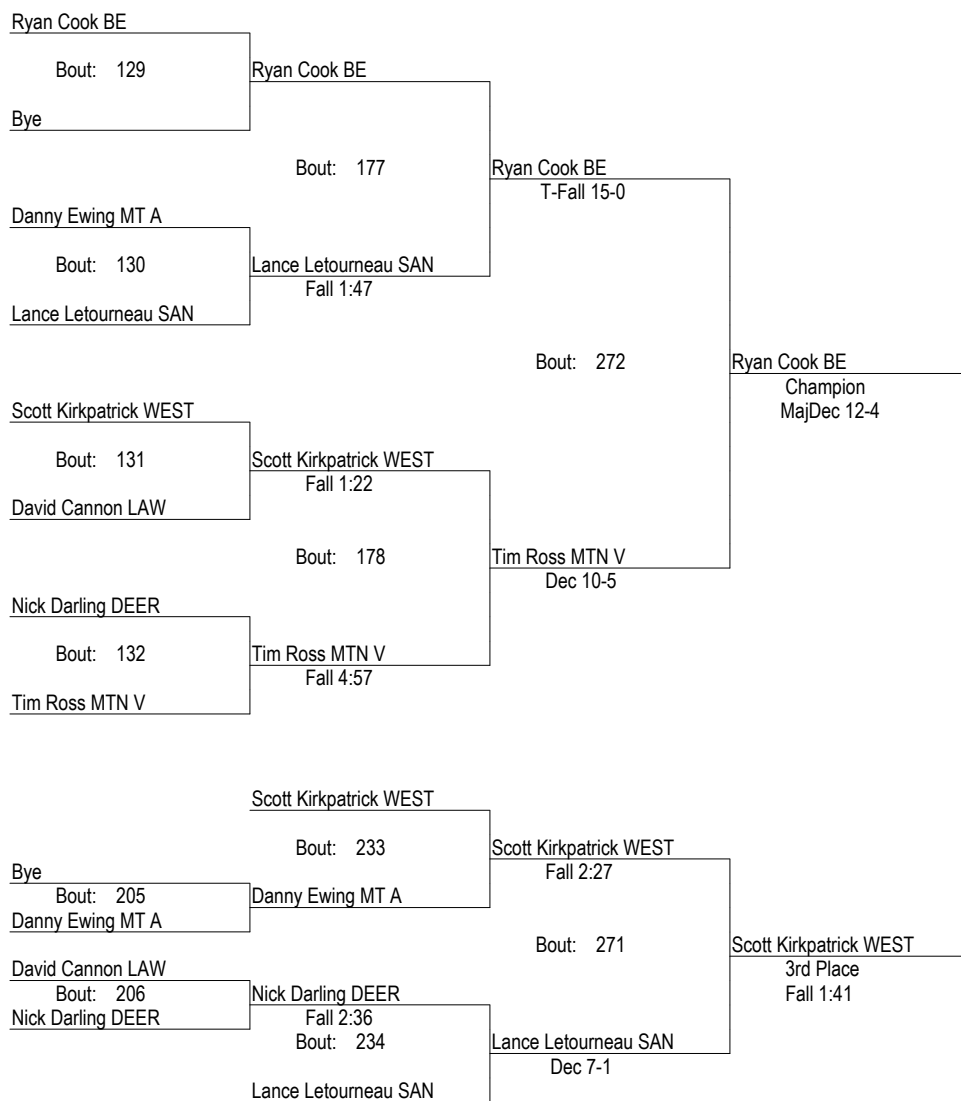 Ryan Cook BE
Bout: 129
Ryan Cook BE
Bye
Bout: 177
Ryan Cook BE
T-Fall 15-0
Danny Ewing MT A
Bout: 130
Lance Letourneau SAN
Fall 1:47
Lance Letourneau SAN
Bout: 272
Ryan Cook BE
Champion
MajDec 12-4
Scott Kirkpatrick WEST
Bout: 131
Scott Kirkpatrick WEST
Fall 1:22
David Cannon LAW
Bout: 178
Tim Ross MTN V
Dec 10-5
Nick Darling DEER
Bout: 132
Tim Ross MTN V
Fall 4:57
Tim Ross MTN V
Scott Kirkpatrick WEST
Bout: 233
Scott Kirkpatrick WEST
Fall 2:27
Bye
Bout: 205
Danny Ewing MT A
Danny Ewing MT A
Bout: 271
Scott Kirkpatrick WEST
3rd Place
Fall 1:41
David Cannon LAW
Bout: 206
Nick Darling DEER
Nick Darling DEER
Fall 2:36
Bout: 234
Lance Letourneau SAN
Dec 7-1
Lance Letourneau SAN